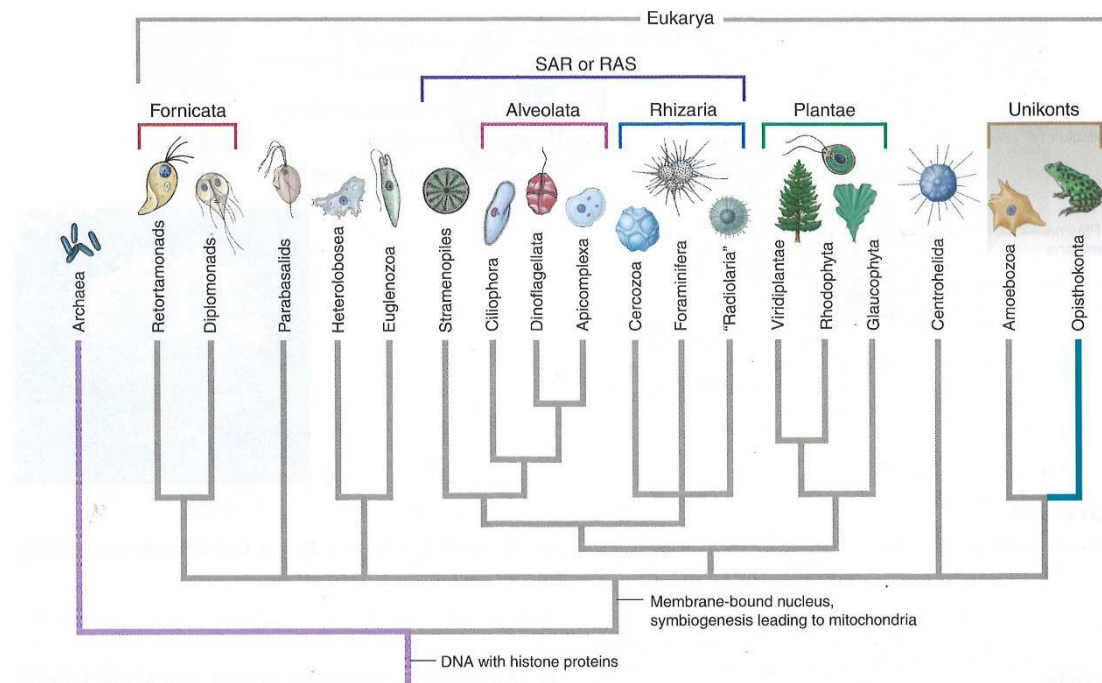 Eukarya
SAR or RAS
Fornicata
Alveolata
Rhizaria
Plantae
Unikonts
Archaea
Retortamonads
Diplomonads
Parabasalids
Heterolobosea
Euglenozoa
Stramenopiles
Ciliophora
Dinoflagellata
Apicomplexa
Cercozoa
Foraminifera
"Radiolaria"
Viridiplantae
Rhodophyta
Glaucophyta
Centrohelida
Amoebozoa
Opisthokonta
Membrane-bound nucleus,
symbiogenesis leading to mitochondria
DNA with histone proteins